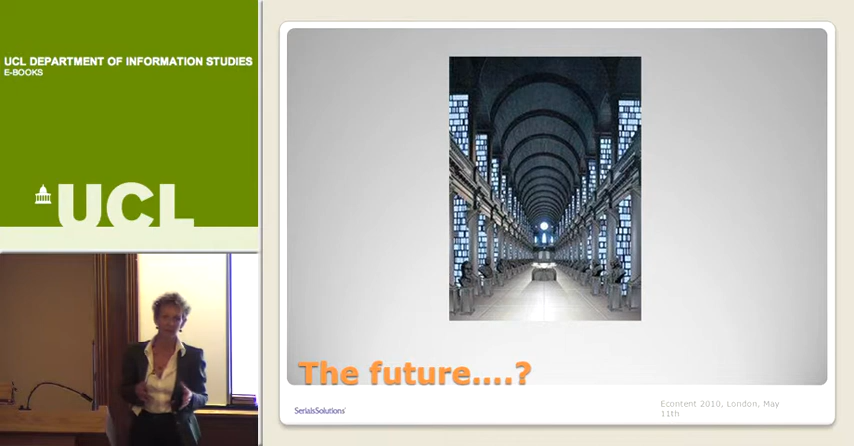 UCL DEPARTMENT OF INFORMATION STUDIES
E-BOOKS
UCL
The future....?
SerialsSolutions
Econtent 2010, London, May
11th